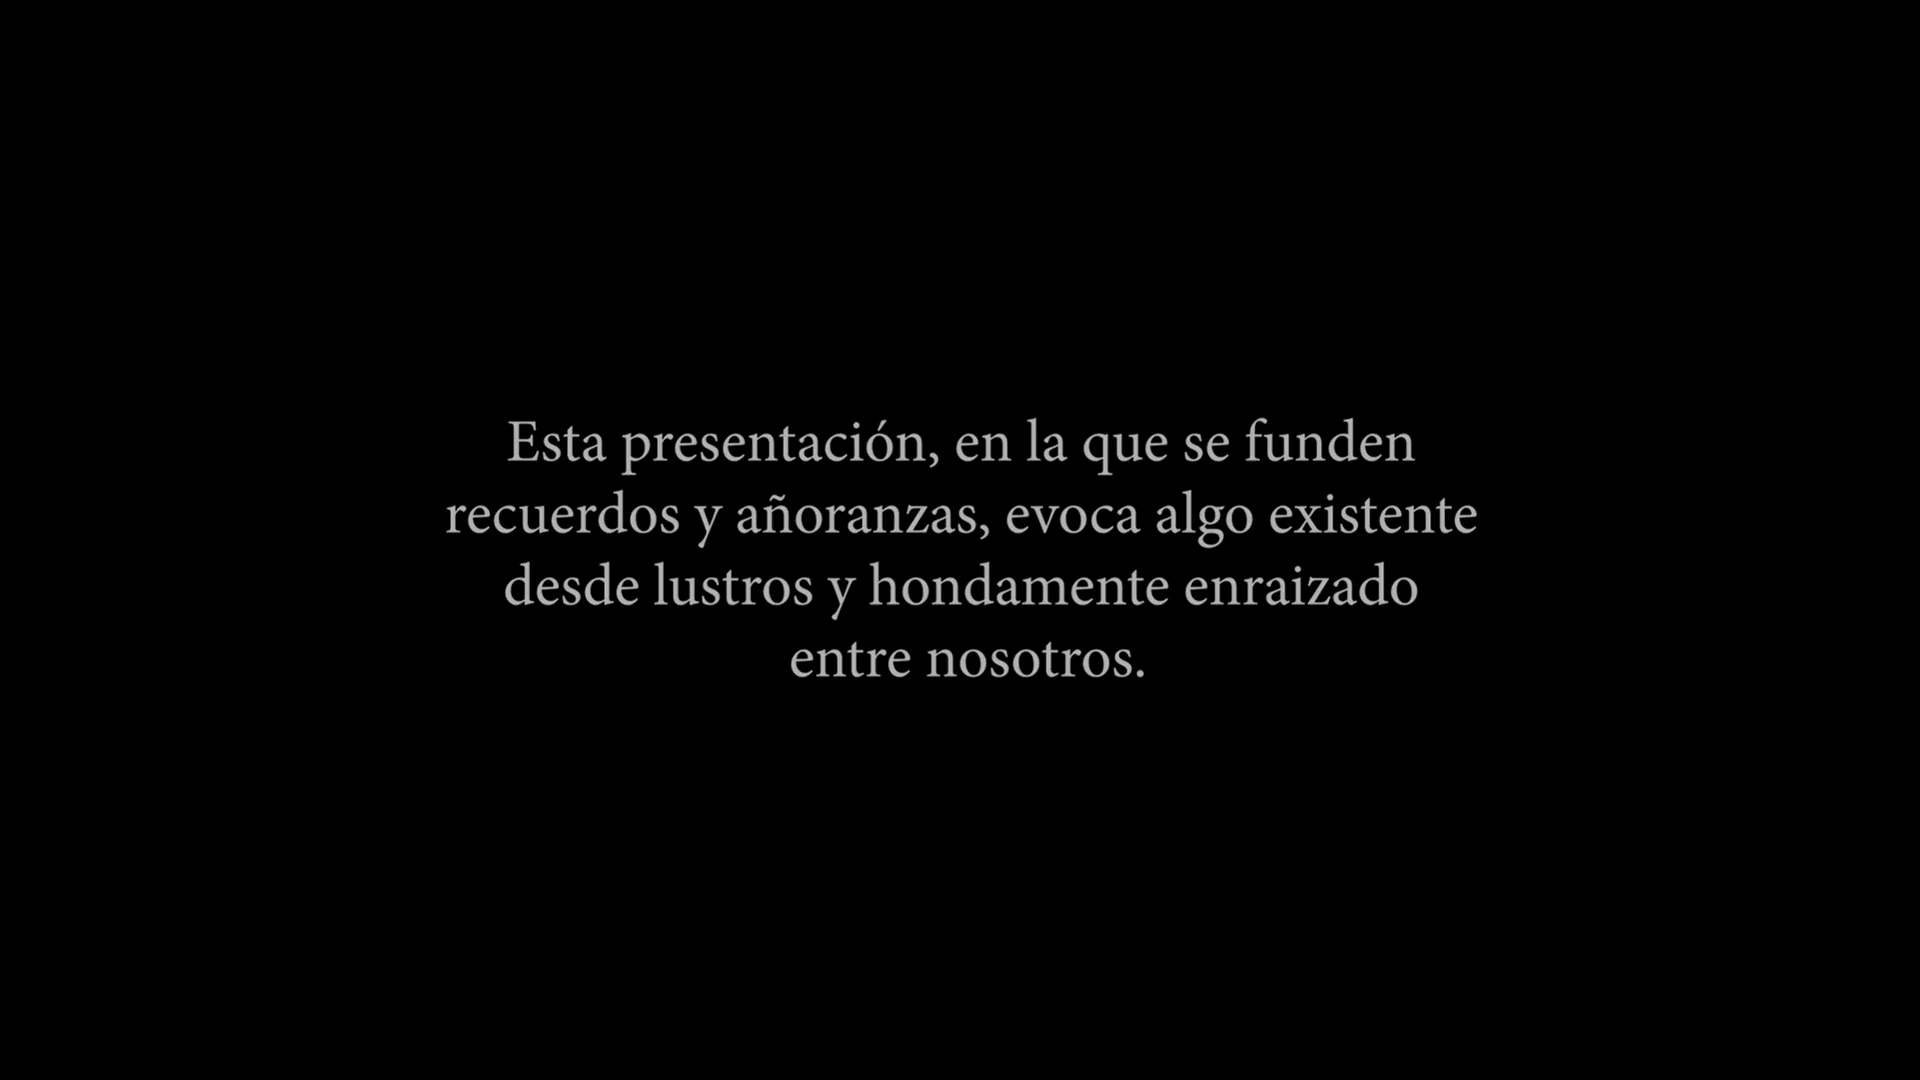 Esta presentación, en la que se funden
recuerdos y añoranzas, evoca algo existente
desde lustros y hondamente enraizado
entre nosotros.